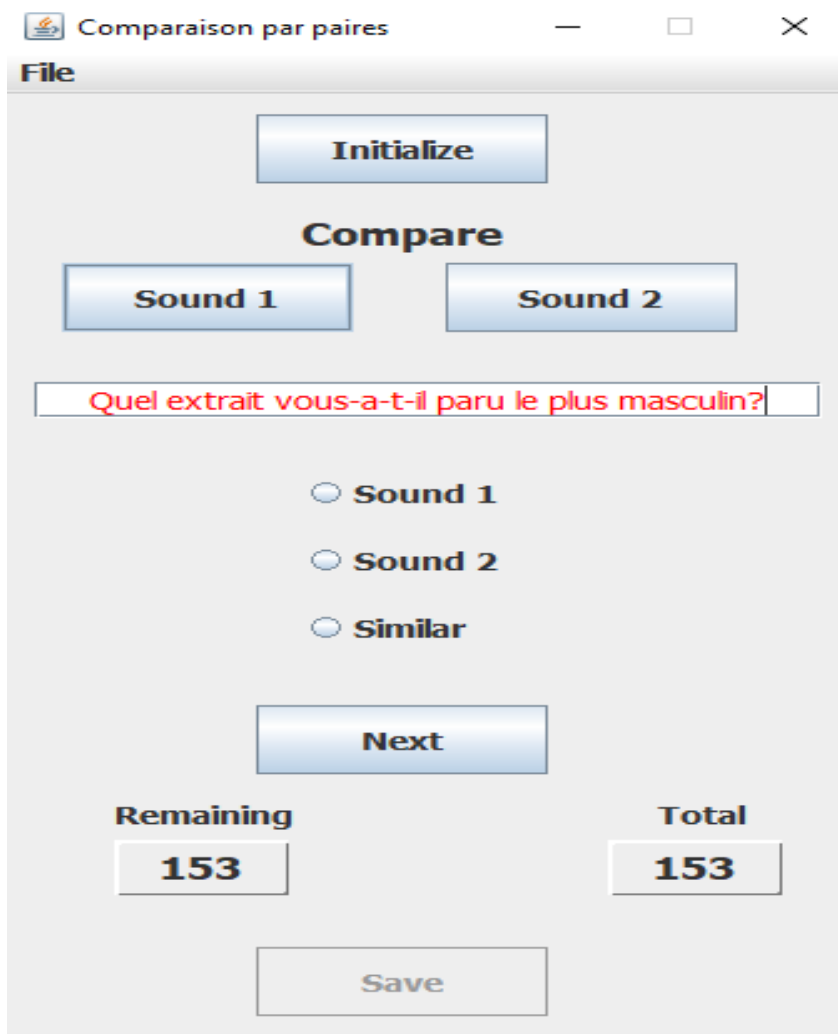 Comparaison par paires
File
Initialize
Compare
Sound 1 Sound 2
Quel extrait vous-a-t-il paru le plus masculin?
Sound 1
Sound 2
Similar
Next
Remaining Total
153 153
Save